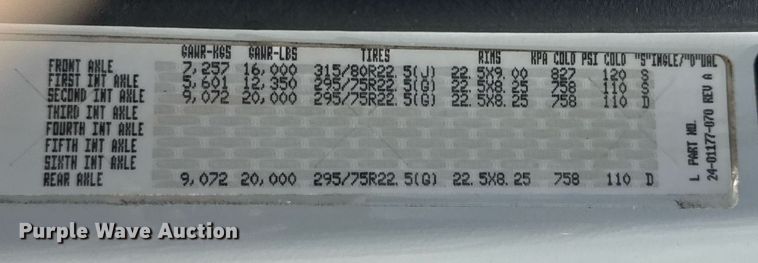 GAWR-KGS GAWR-LBS TIRES RIMS KPA COLD PSI COLD "S"INGLE/"D"UAL
FRONT AXLE 7,257 16,000 315/80R22.5(J) 22.5X9.00 827 120 S
FIRST INT AXLE 5,601 12,350 295/75R22.5(G) 22.5X8.25 758 110 S
SECOND INT AXLE 9,072 20,000 295/75R22.5(G) 22.5X8.25 758 110 D
THIRD INT AXLE
FOURTH INT AXLE
FIFTH INT AXLE
SIXTH INT AXLE
REAR AXLE 9,072 20,000 295/75R22.5(G) 22.5X8.25 758 110 D
L PART NO.
24-01177-070 REV A
Purple Wave Auction